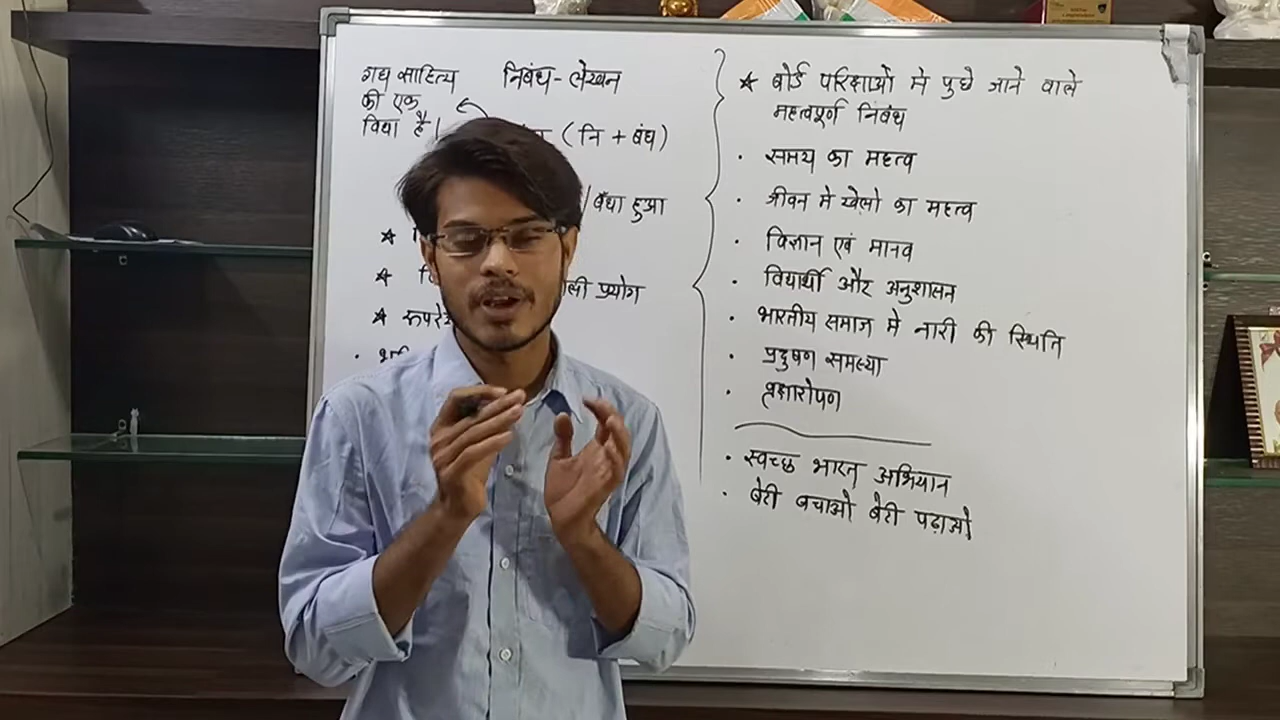 गद्य साहित्य
की एक
विधा है।
निबंध-लेखन
(नि + बंध)
बँधा हुआ
प्रयोग
★ बोर्ड परिक्षाओ मे पुछे जाने वाले
महत्वपूर्ण निबंध
· समय का महत्व
· जीवन मे खेलो का महत्व
· विज्ञान एवं मानव
· विद्यार्थी और अनुशासन
· भारतीय समाज मे नारी की स्थिति
· प्रदुषण समस्या
· वृक्षारोपण
· स्वच्छ भारत अभियान
· बेटी बचाओ बेटी पढ़ाओ